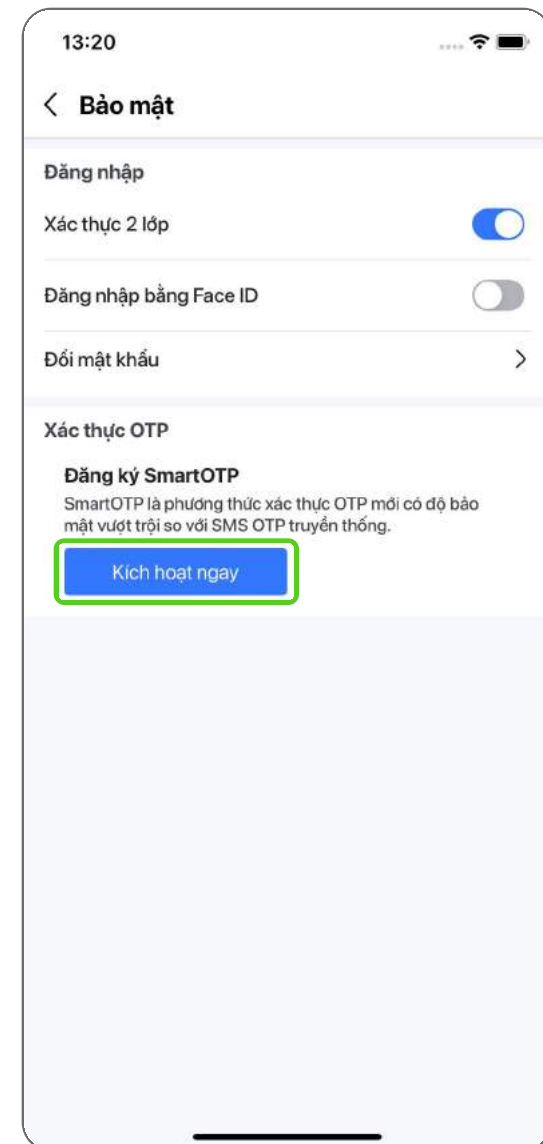 13:20
Bảo mật
Đăng nhập
Xác thực 2 lớp
Đăng nhập bằng Face ID
Đổi mật khẩu
Xác thực OTP
Đăng ký SmartOTP
SmartOTP là phương thức xác thực OTP mới có độ bảo
mật vượt trội so với SMS OTP truyền thống.
Kích hoạt ngay